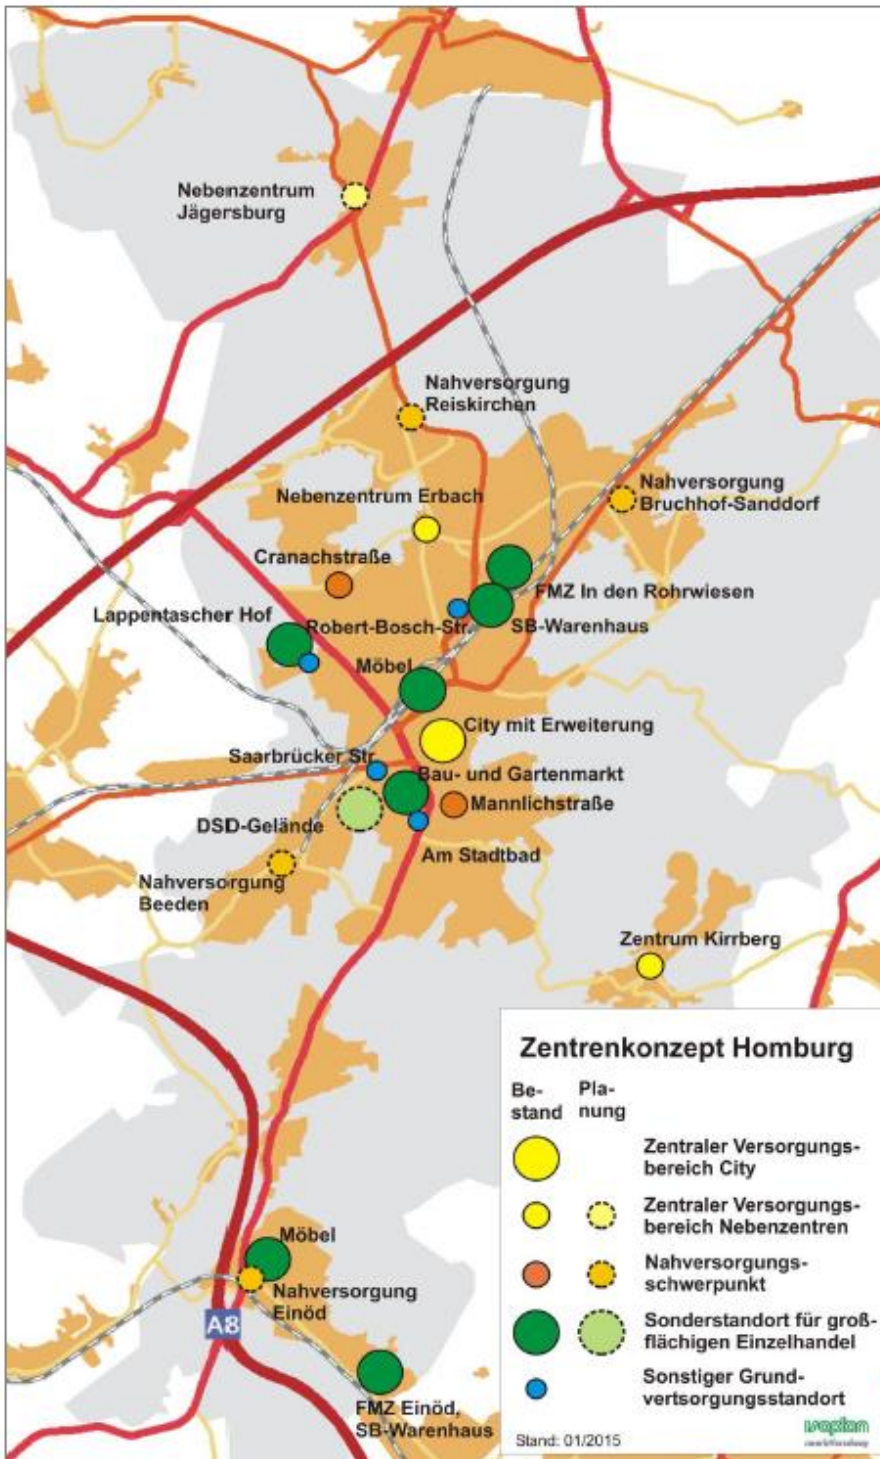 Nebenzentrum
Jägersburg
Nahversorgung
Reiskirchen
Nahversorgung
Bruchhof-Sanddorf
Nebenzentrum Erbach
Cranachstraße
FMZ In den Rohrwiesen
Lappentascher Hof
Robert-Bosch-Str.
SB-Warenhaus
Möbel
City mit Erweiterung
Saarbrücker Str.
Bau- und Gartenmarkt
Mannlichstraße
DSD-Gelände
Am Stadtbad
Nahversorgung
Beeden
Zentrum Kirrberg
Möbel
Nahversorgung
Einöd
A8
FMZ Einöd,
SB-Warenhaus
Zentrenkonzept Homburg
Be-
stand
Pla-
nung
Zentraler Versorgungs-
bereich City
Zentraler Versorgungs-
bereich Nebenzentren
Nahversorgungs-
schwerpunkt
Sonderstandort für groß-
flächigen Einzelhandel
Sonstiger Grund-
vertsorgungsstandort
Stand: 01/2015
isoplan